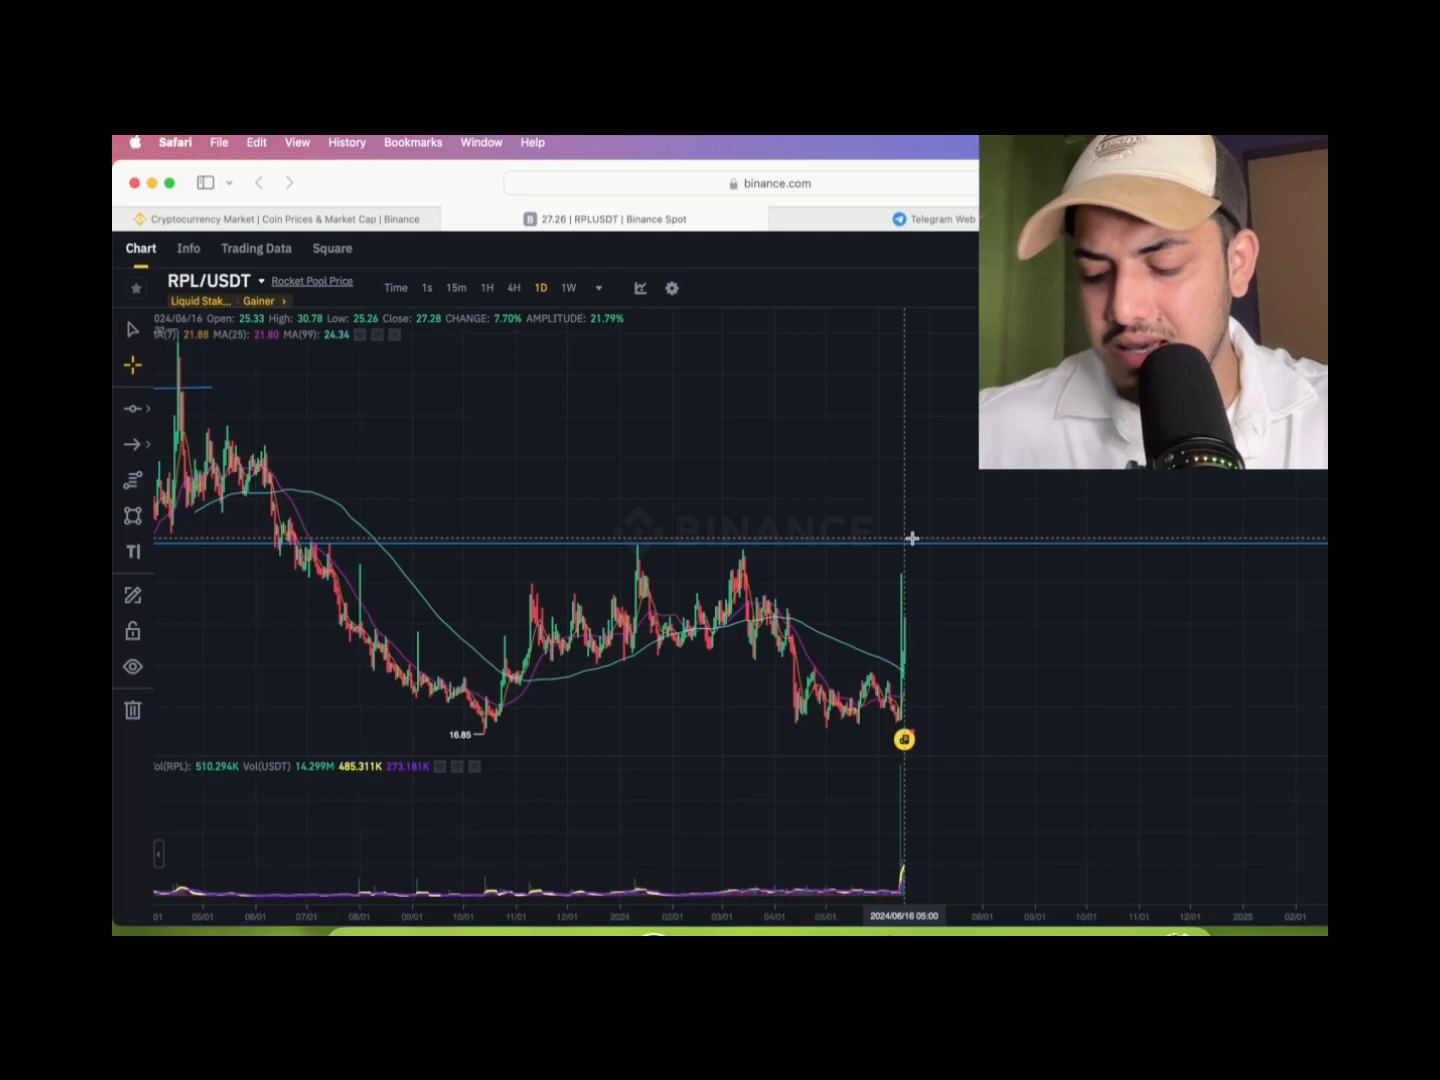 Safari File Edit View History Bookmarks Window Help
binance.com
Cryptocurrency Market | Coin Prices & Market Cap | Binance
27.26 | RPLUSDT | Binance Spot
Telegram Web
Chart Info Trading Data Square
RPL/USDT Rocket Pool Price
Time 1s 15m 1H 4H 1D 1W
Liquid Stak... Gainer
024/06/16 Open: 25.33 High: 30.78 Low: 25.26 Close: 27.28 CHANGE: 7.70% AMPLITUDE: 21.79%
21.88 MA(25): 21.80 MA(99): 24.34
BINANCE
16.85
ol(RPL): 510.294K Vol(USDT) 14.299M 485.311K 273.181K
01 05/01 06/01 07/01 08/01 09/01 10/01 11/01 12/01 2024 02/01 03/01 04/01 05/01 2024/06/16 05:00 08/01 09/01 10/01 11/01 12/01 2025 02/01